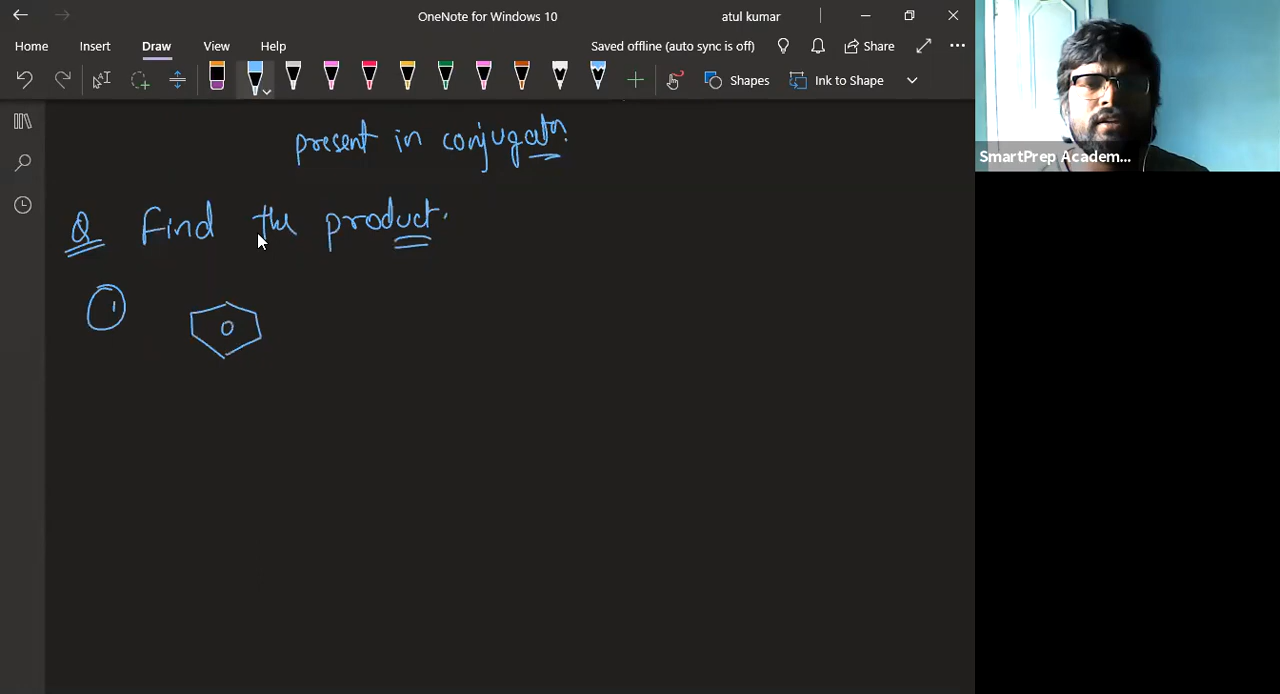 OneNote for Windows 10
atul kumar
Home Insert Draw View Help
Saved offline (auto sync is off)
Share
Shapes
Ink to Shape
present in conjugatn.
SmartPrep Academ...
Q Find the product.
1